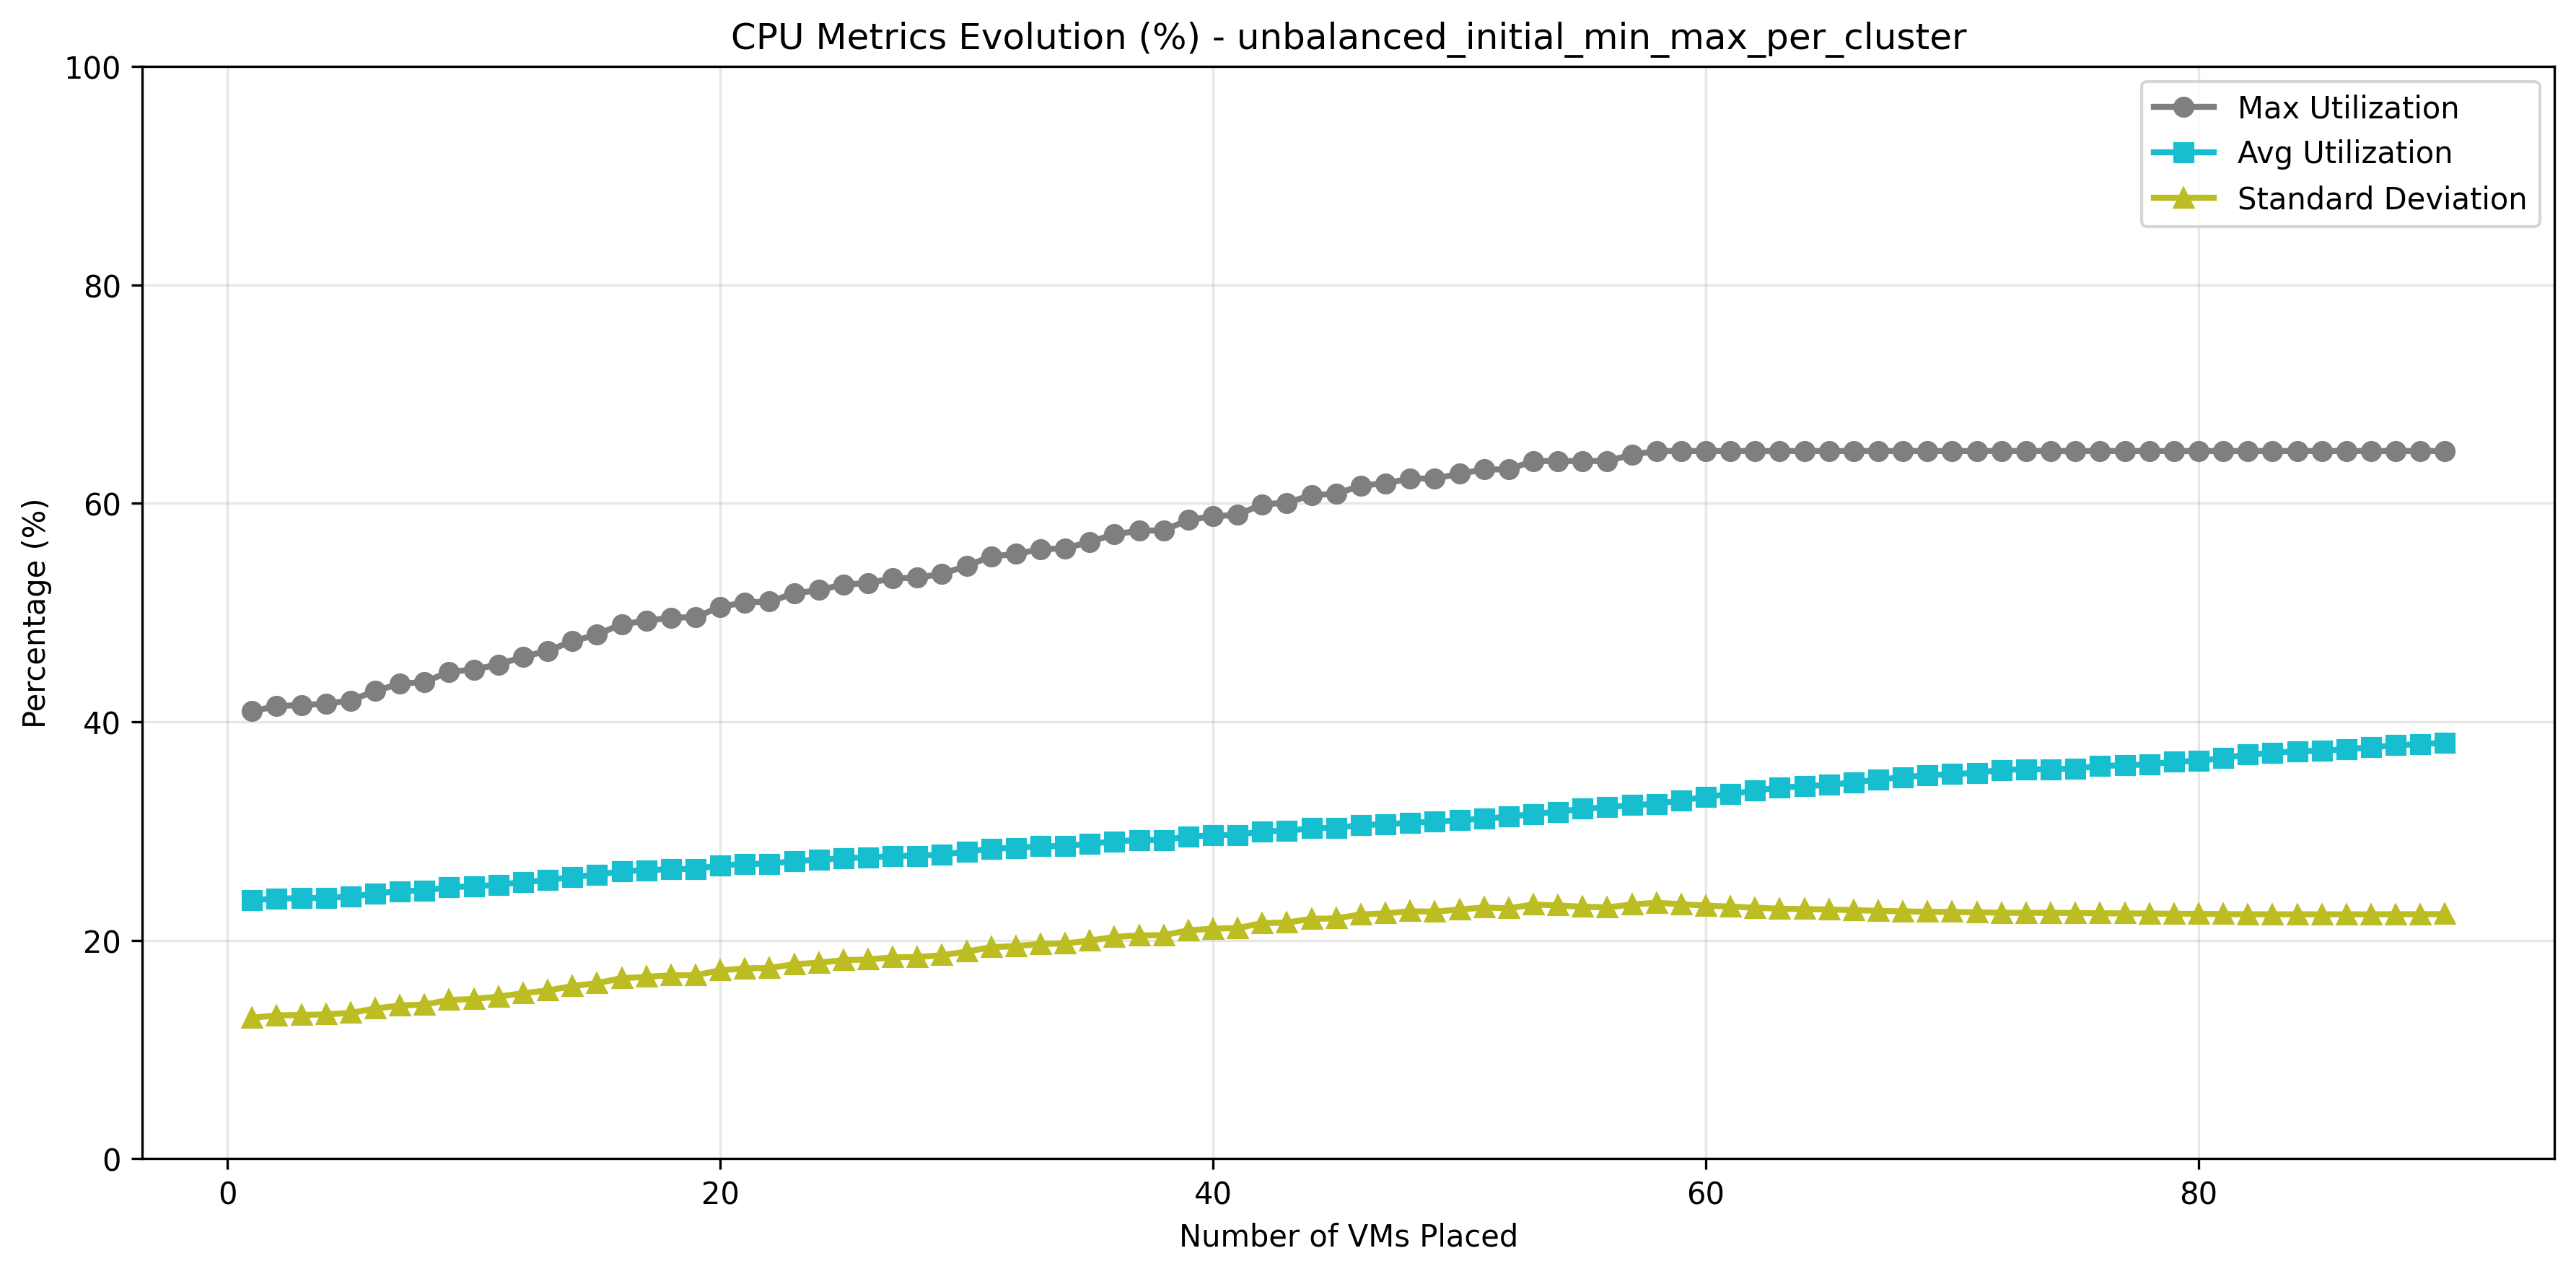 CPU Metrics Evolution (%) - unbalanced_initial_min_max_per_cluster
100
80
60
40
20
0
Percentage (%)
Max Utilization
Avg Utilization
Standard Deviation
0 20 40 60 80
Number of VMs Placed